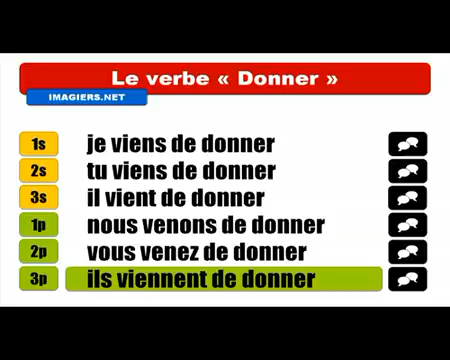 Le verbe « Donner »
IMAGIERS.NET
1s je viens de donner
2s tu viens de donner
3s il vient de donner
1p nous venons de donner
2p vous venez de donner
3p ils viennent de donner